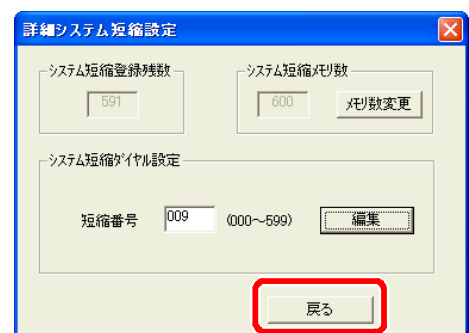 詳細システム短縮設定
システム短縮登録残数
591
システム短縮ﾒﾓﾘ数
600
ﾒﾓﾘ数変更
システム短縮ﾀﾞｲﾔﾙ設定
短縮番号 009 (000～599) 編集
戻る